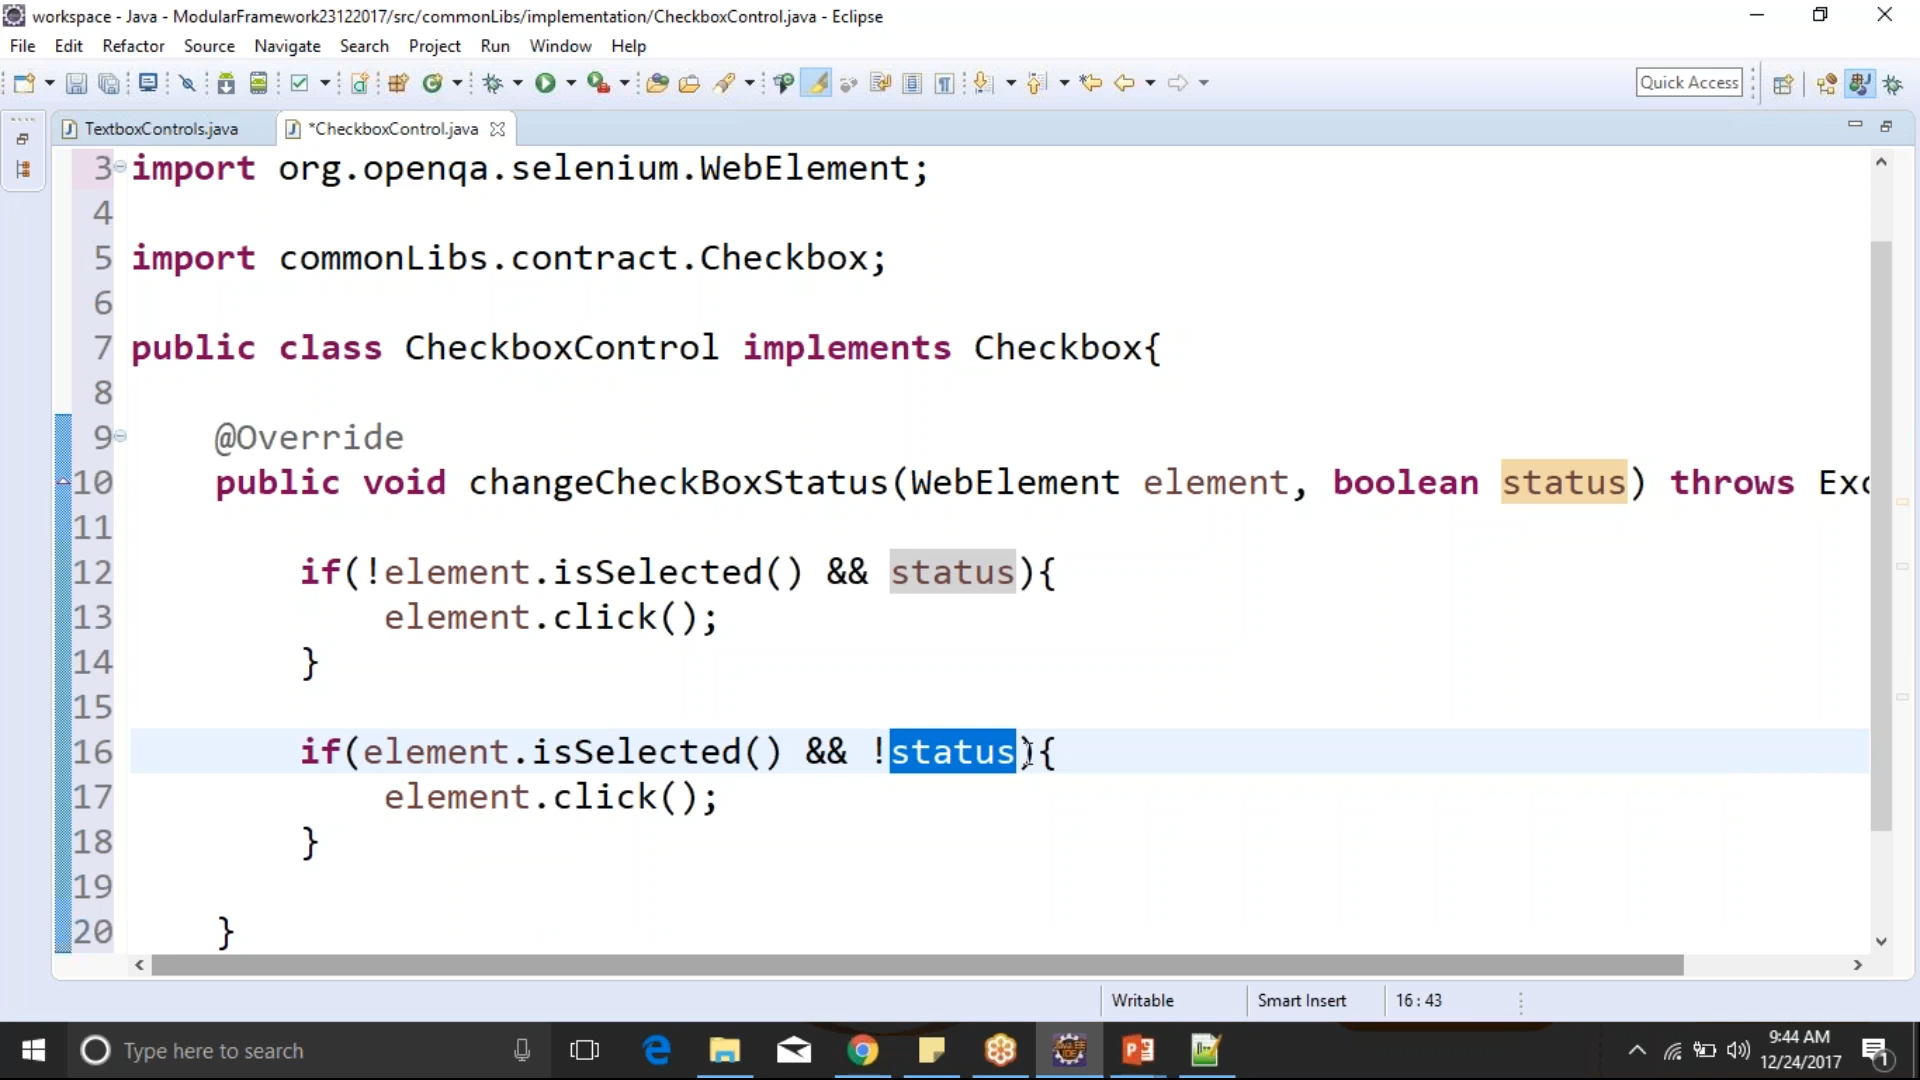 workspace - Java - ModularFramework23122017/src/commonLibs/implementation/CheckboxControl.java - Eclipse
File Edit Refactor Source Navigate Search Project Run Window Help
Quick Access
TextboxControls.java *CheckboxControl.java
3 import org.openqa.selenium.WebElement;
4
5 import commonLibs.contract.Checkbox;
6
7 public class CheckboxControl implements Checkbox{
8
9 @Override
10 public void changeCheckBoxStatus(WebElement element, boolean status) throws Exc
11
12 if(!element.isSelected() && status){
13 element.click();
14 }
15
16 if(element.isSelected() && !status){
17 element.click();
18 }
19
20 }
Writable Smart Insert 16 : 43
Type here to search
9:44 AM
12/24/2017
1